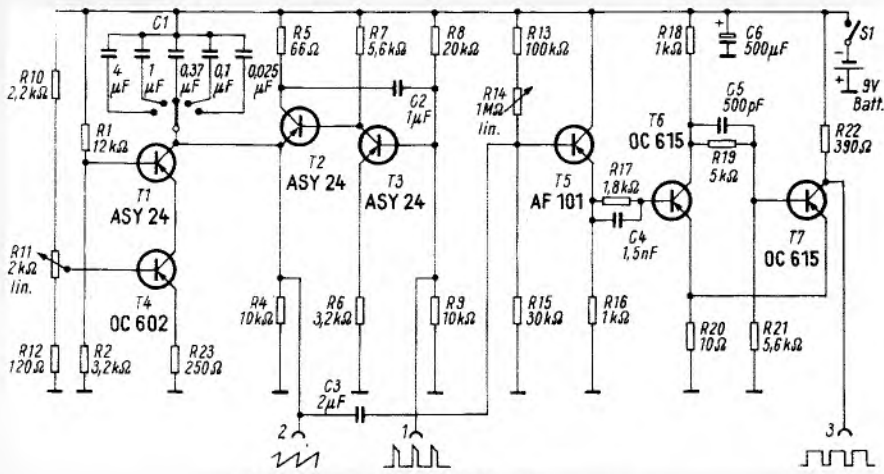 C1
4 µF
1 µF
0,37 µF
0,1 µF
0,025 µF
R10
2,2kΩ
R1
12kΩ
T1
ASY 24
R11
2kΩ
lin.
T4
OC 602
R12
120Ω
R2
3,2kΩ
R23
250Ω
R5
66Ω
R7
5,6kΩ
R8
20kΩ
C2
1µF
T2
ASY 24
T3
ASY 24
R4
10kΩ
R6
3,2kΩ
R9
10kΩ
C3
2µF
2
1
R13
100kΩ
R14
1MΩ
lin.
T5
AF 101
R17
1,8kΩ
C4
1,5nF
R15
30kΩ
R16
1kΩ
R18
1kΩ
+
C6
500µF
T6
OC 615
C5
500pF
R19
5kΩ
T7
OC 615
R20
10Ω
R21
5,6kΩ
S1
−
+
9V
Batt.
R22
390Ω
3